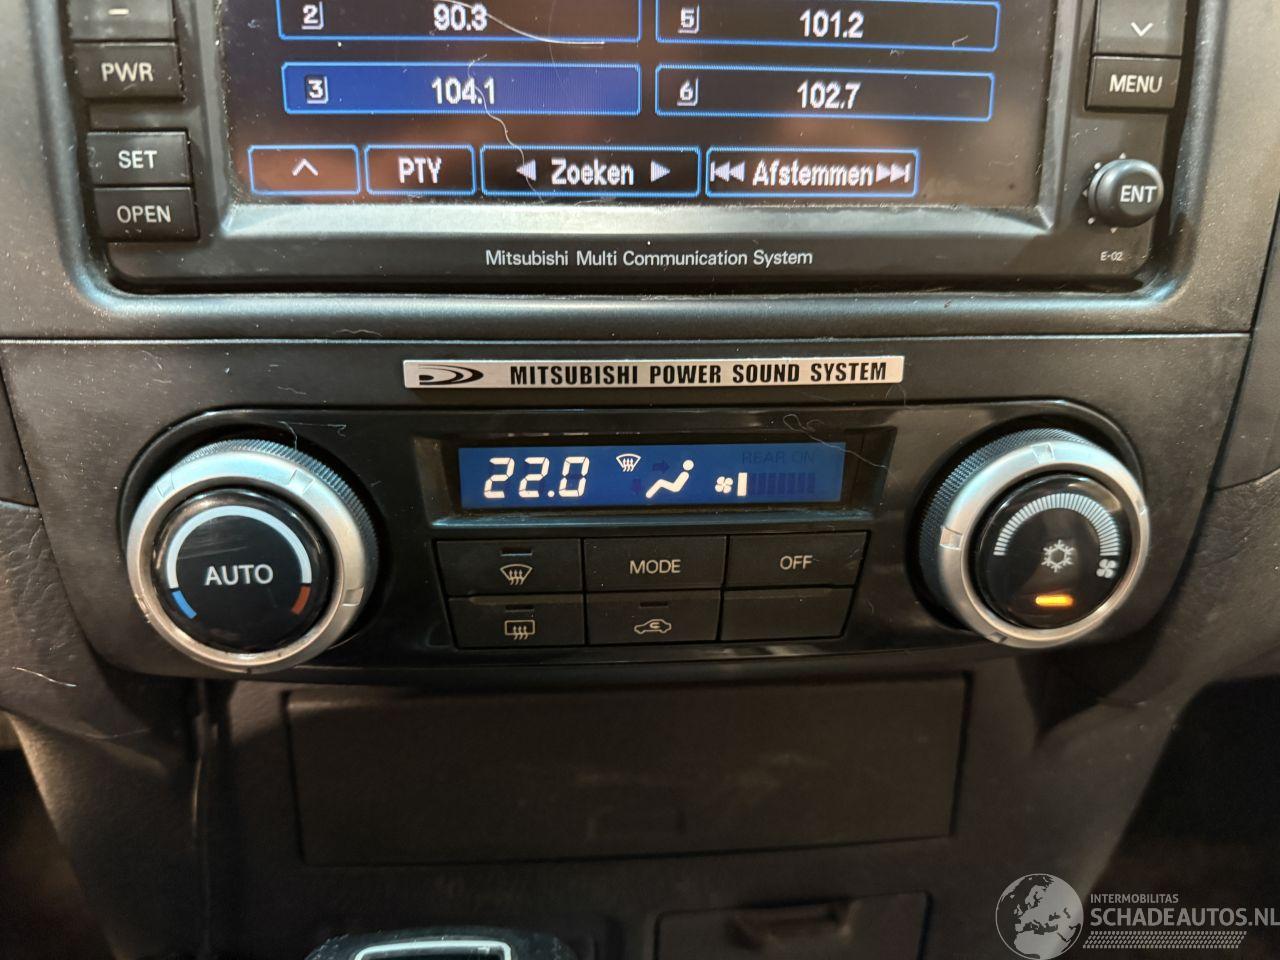 2 90.3 5 101.2
PWR 3 104.1 6 102.7 MENU
SET PTY Zoeken Afstemmen ENT
OPEN
Mitsubishi Multi Communication System E-02
MITSUBISHI POWER SOUND SYSTEM
22.0 REAR ON
AUTO MODE OFF
INTERMOBILITAS
SCHADEAUTOS.NL